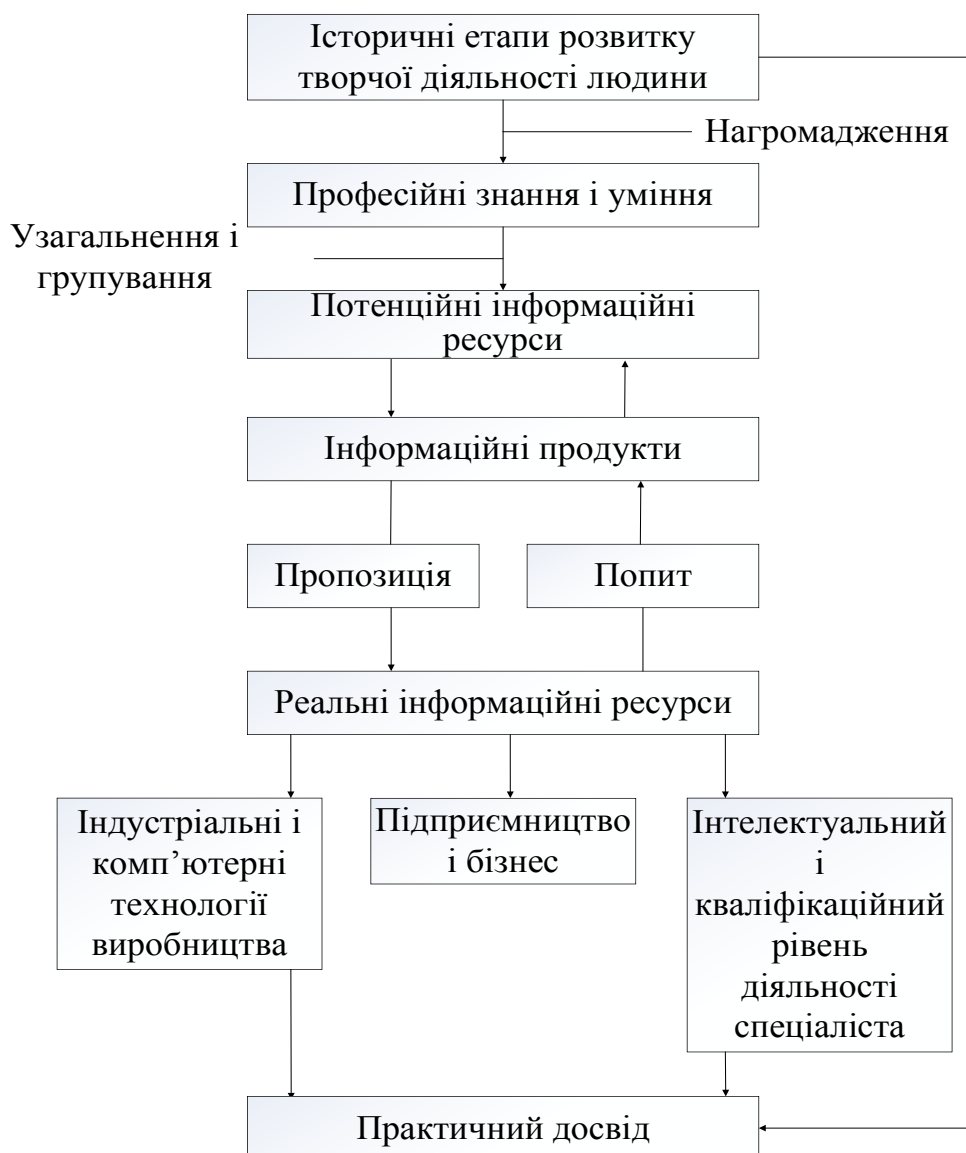 Історичні етапи розвитку
творчої діяльності людини
Нагромадження
Професійні знання і уміння
Узагальнення і
групування
Потенційні інформаційні
ресурси
Інформаційні продукти
Пропозиція
Попит
Реальні інформаційні ресурси
Індустріальні і
комп’ютерні
технології
виробництва
Підприємництво
і бізнес
Інтелектуальний
і
кваліфікаційний
рівень
діяльності
спеціаліста
Практичний досвід